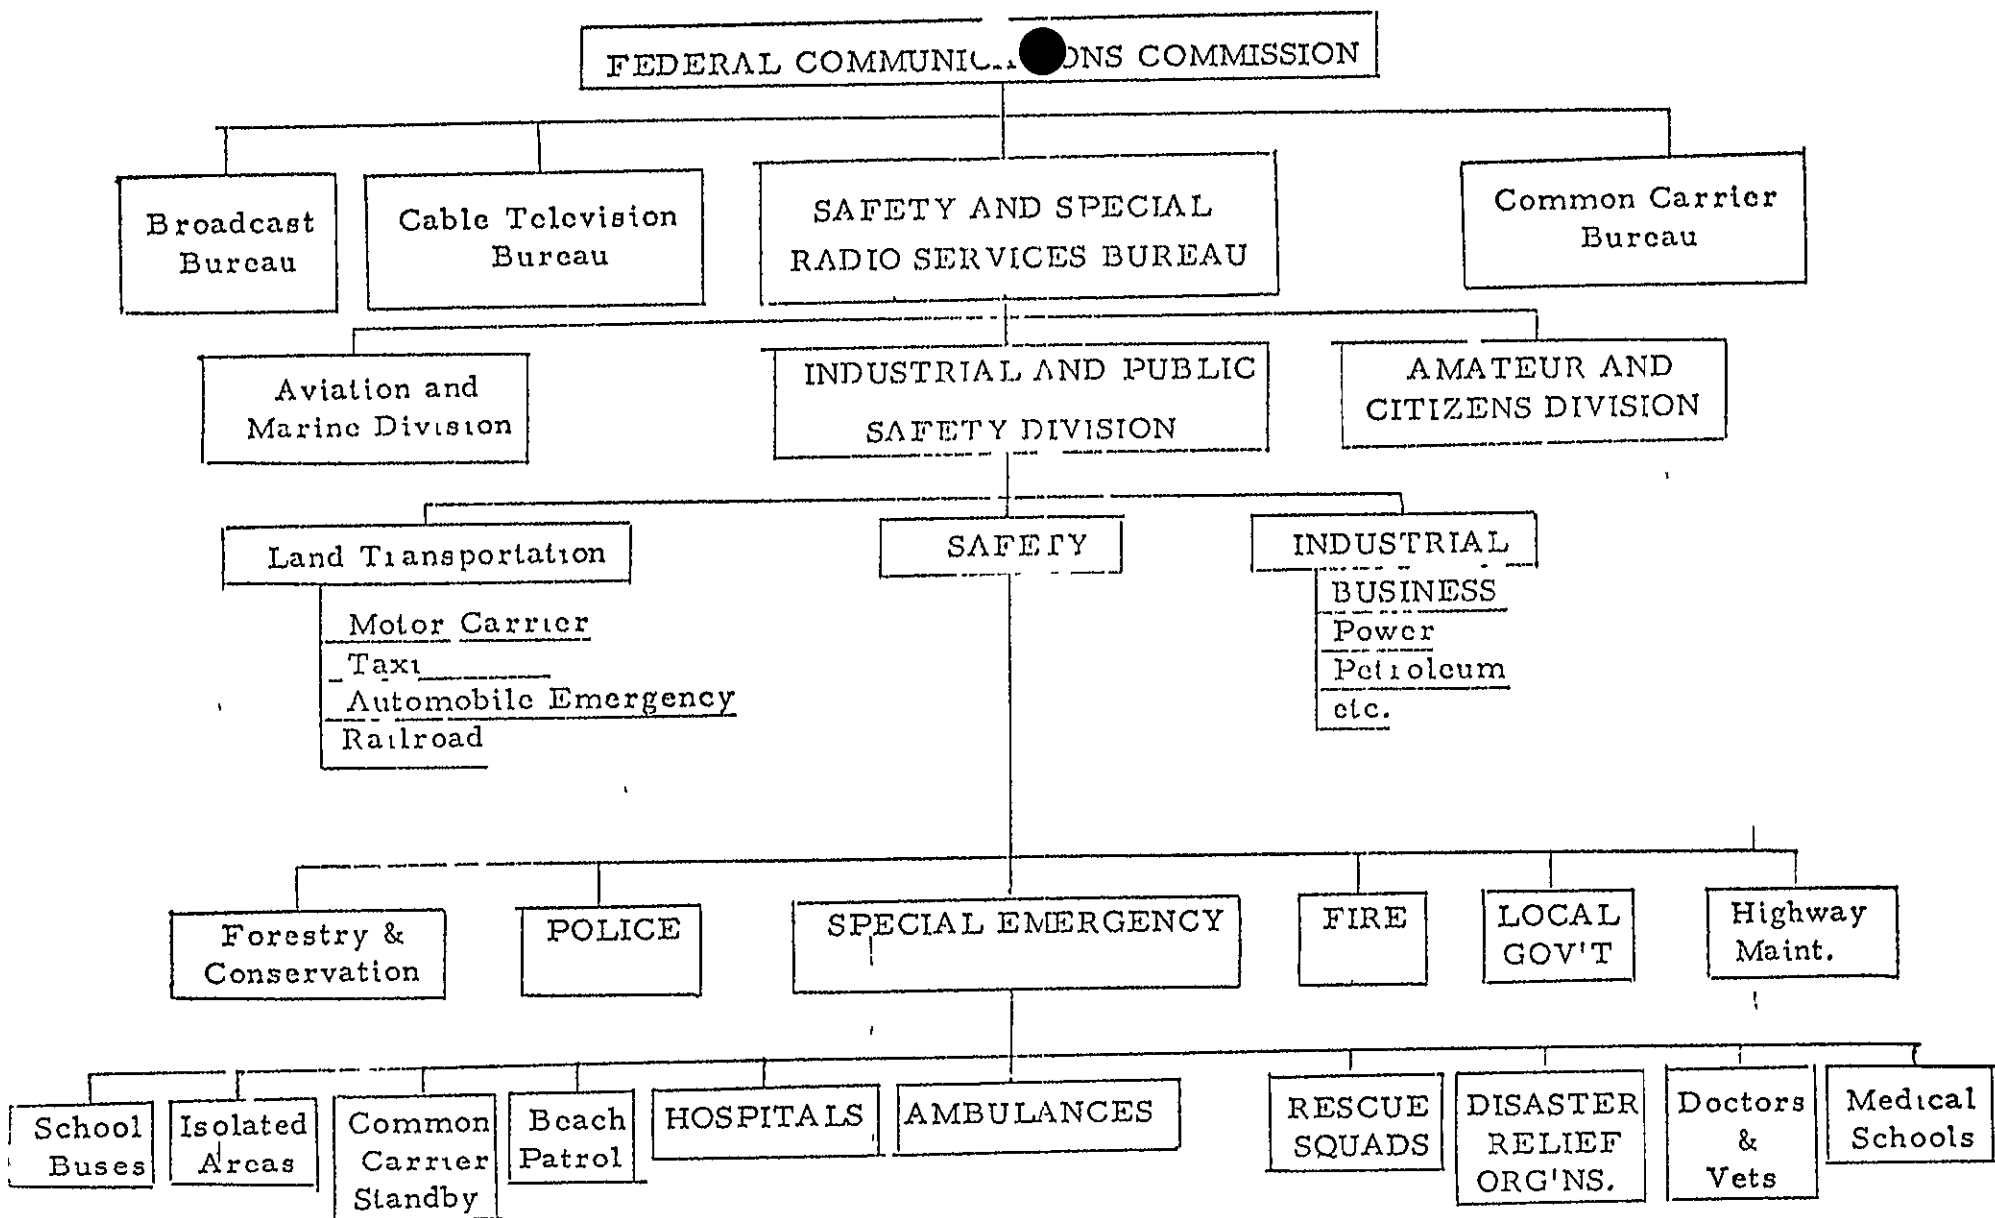 FEDERAL COMMUNICATIONS COMMISSION
Broadcast
Bureau
Cable Television
Bureau
SAFETY AND SPECIAL
RADIO SERVICES BUREAU
Common Carrier
Bureau
Aviation and
Marine Division
INDUSTRIAL AND PUBLIC
SAFETY DIVISION
AMATEUR AND
CITIZENS DIVISION
Land Transportation
Motor Carrier
Taxi
Automobile Emergency
Railroad
SAFETY
INDUSTRIAL
BUSINESS
Power
Petroleum
etc.
Forestry &
Conservation
POLICE
SPECIAL EMERGENCY
FIRE
LOCAL
GOV'T
Highway
Maint.
School
Buses
Isolated
Areas
Common
Carrier
Standby
Beach
Patrol
HOSPITALS
AMBULANCES
RESCUE
SQUADS
DISASTER
RELIEF
ORG'NS.
Doctors
&
Vets
Medical
Schools